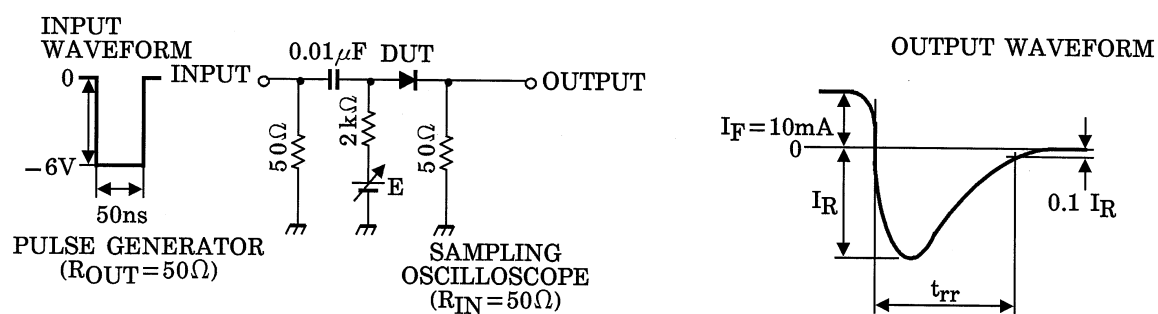 INPUT
WAVEFORM
0
−6V
50ns
PULSE GENERATOR
(ROUT=50Ω)
INPUT
0.01μF
DUT
50Ω
2kΩ
E
50Ω
OUTPUT
SAMPLING
OSCILLOSCOPE
(RIN=50Ω)
OUTPUT WAVEFORM
IF=10mA
0
IR
0.1 IR
trr